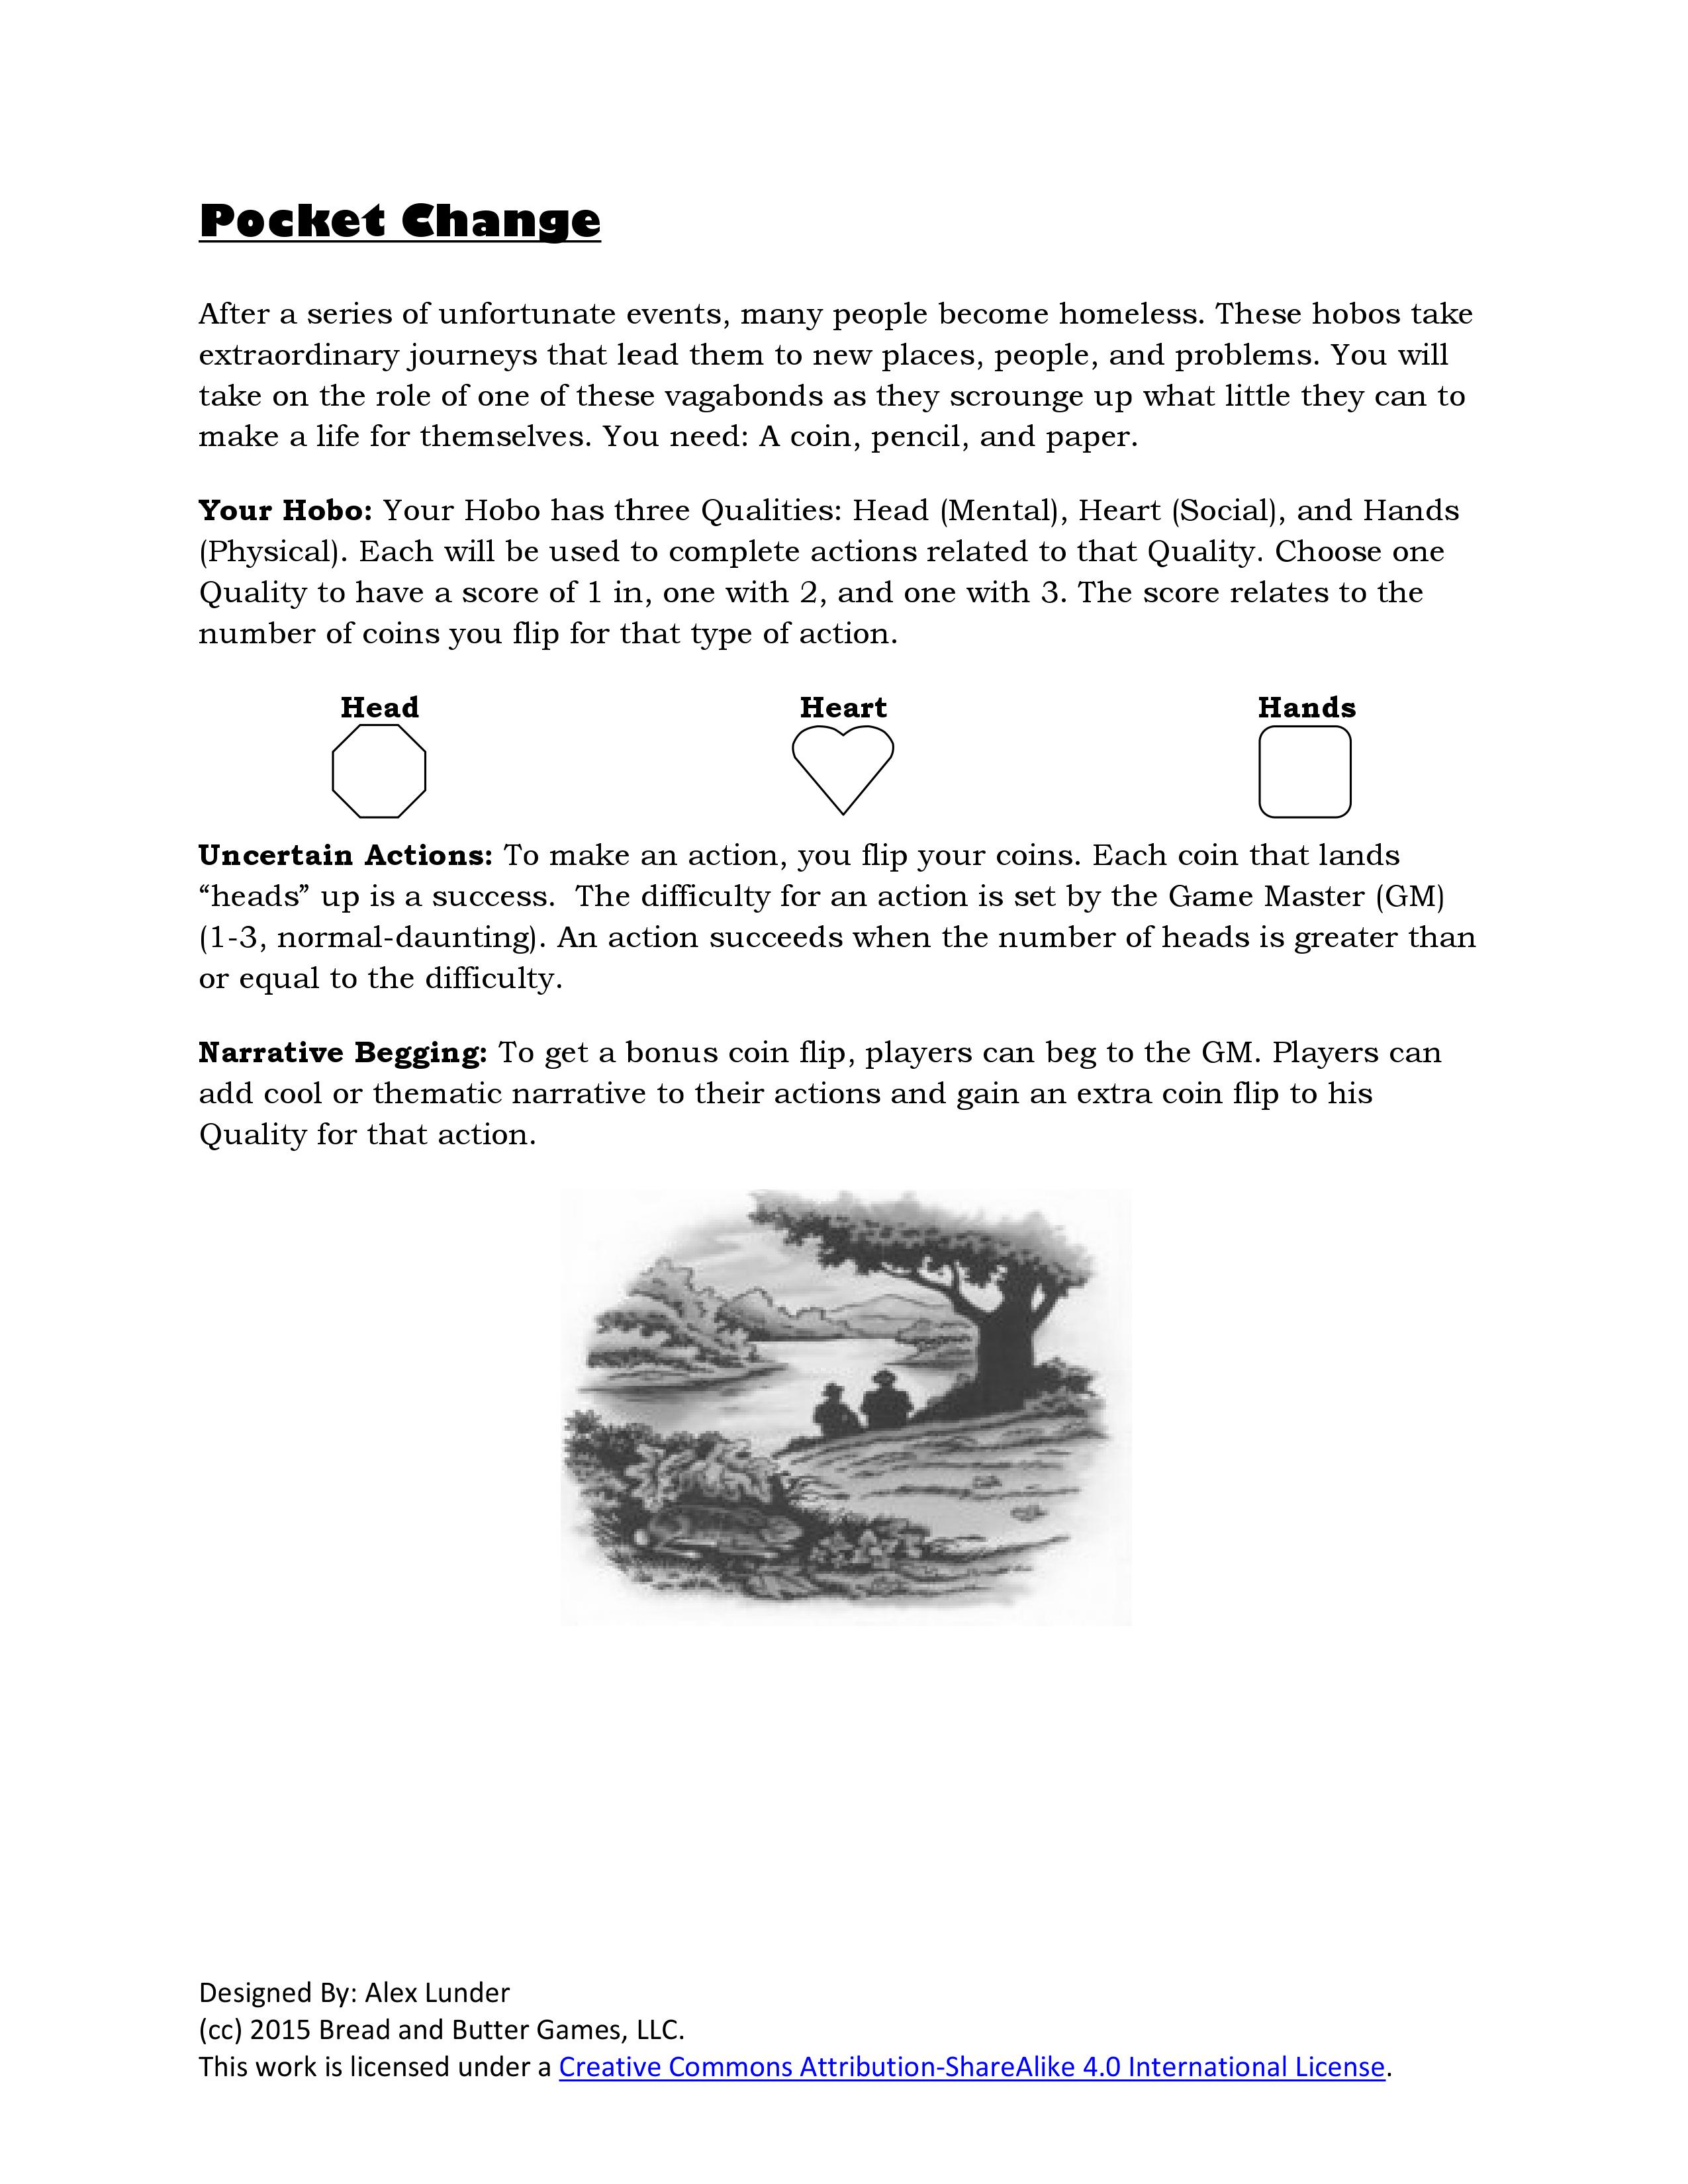 Pocket Change
After a series of unfortunate events, many people become homeless. These hobos take
extraordinary journeys that lead them to new places, people, and problems. You will
take on the role of one of these vagabonds as they scrounge up what little they can to
make a life for themselves. You need: A coin, pencil, and paper.
Your Hobo: Your Hobo has three Qualities: Head (Mental), Heart (Social), and Hands
(Physical). Each will be used to complete actions related to that Quality. Choose one
Quality to have a score of 1 in, one with 2, and one with 3. The score relates to the
number of coins you flip for that type of action.
Head Heart Hands
Uncertain Actions: To make an action, you flip your coins. Each coin that lands
“heads” up is a success.  The difficulty for an action is set by the Game Master (GM)
(1-3, normal-daunting). An action succeeds when the number of heads is greater than
or equal to the difficulty.
Narrative Begging: To get a bonus coin flip, players can beg to the GM. Players can
add cool or thematic narrative to their actions and gain an extra coin flip to his
Quality for that action.
Designed By: Alex Lunder
(cc) 2015 Bread and Butter Games, LLC.
This work is licensed under a Creative Commons Attribution-ShareAlike 4.0 International License.